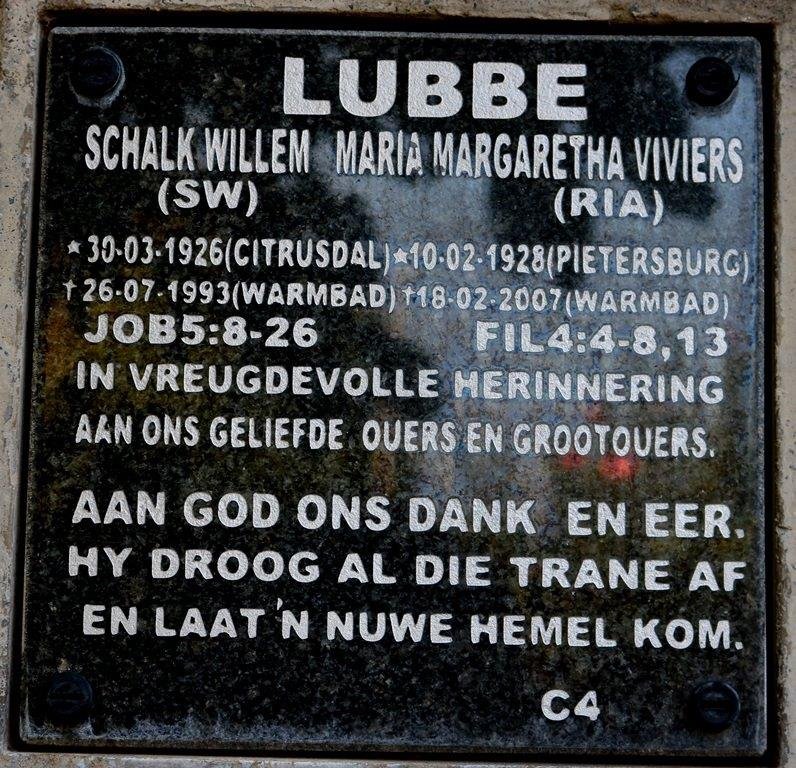 LUBBE
SCHALK WILLEM MARIA MARGARETHA VIVIERS
(SW) (RIA)
*30-03-1926(CITRUSDAL) *10-02-1928(PIETERSBURG)
†26-07-1993(WARMBAD) †18-02-2007(WARMBAD)
JOB5:8-26 FIL4:4-8,13
IN VREUGDEVOLLE HERINNERING
AAN ONS GELIEFDE OUERS EN GROOTOUERS.
AAN GOD ONS DANK EN EER.
HY DROOG AL DIE TRANE AF
EN LAAT 'N NUWE HEMEL KOM.
C4